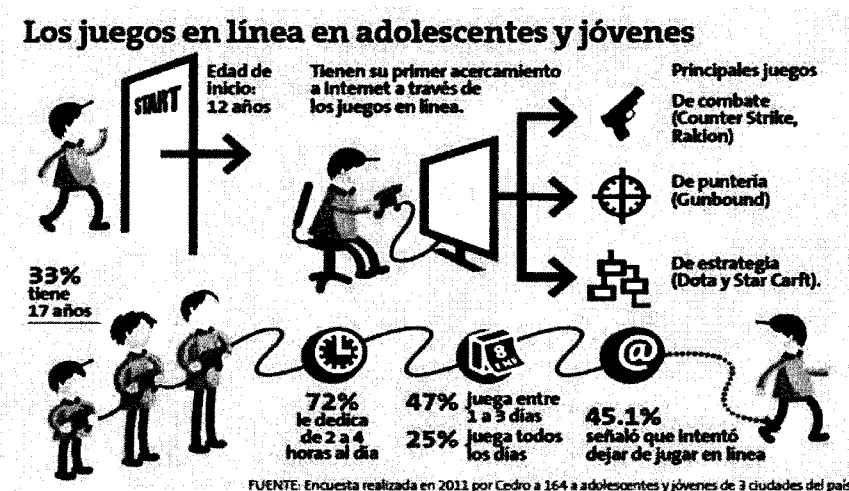 Los juegos en línea en adolescentes y jóvenes
START
Edad de
inicio:
12 años
Tienen su primer acercamiento
a Internet a través de
los juegos en línea.
Principales juegos
De combate
(Counter Strike,
Rakion)
De puntería
(Gunbound)
De estrategia
(Dota y Star Carft).
33%
tiene
17 años
72%
le dedica
de 2 a 4
horas al día
8
47% juega entre
1 a 3 días
25% juega todos
los días
@
45.1%
señaló que intentó
dejar de jugar en línea
FUENTE: Encuesta realizada en 2011 por Cedro a 164 a adolescentes y jóvenes de 3 ciudades del país